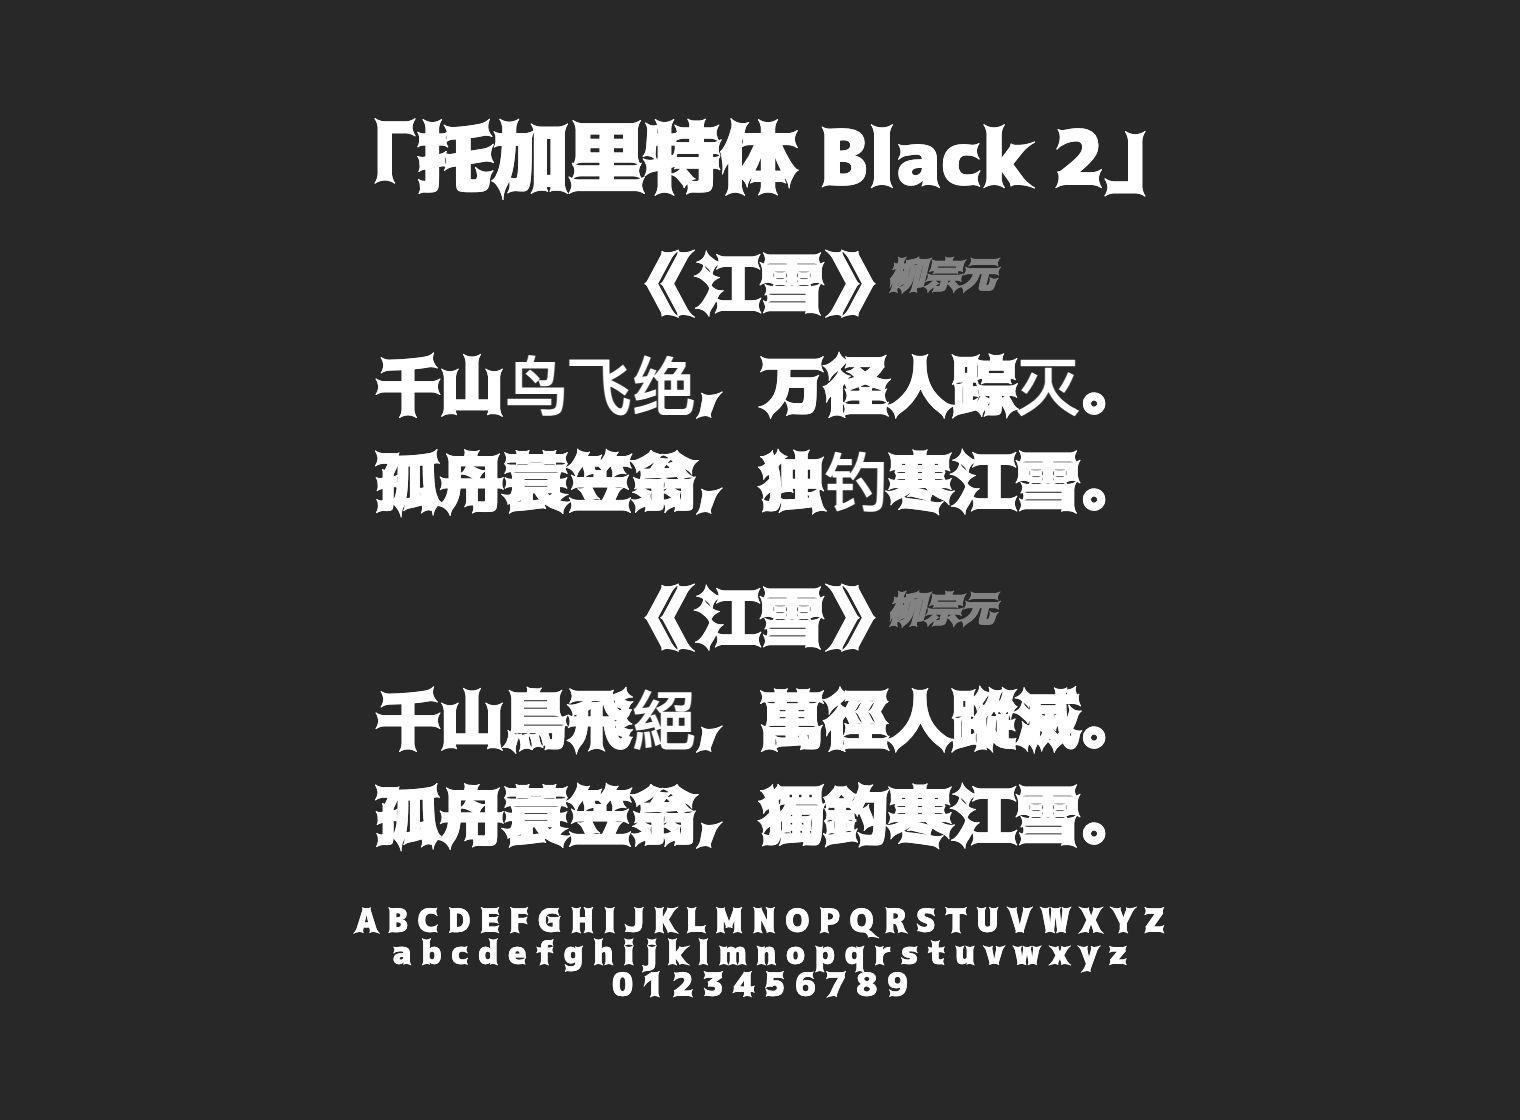 「托加里特体 Black 2」
《江雪》柳宗元
千山鸟飞绝，万径人踪灭。
孤舟蓑笠翁，独钓寒江雪。
《江雪》柳宗元
千山鳥飛絕，萬徑人蹤滅。
孤舟蓑笠翁，獨釣寒江雪。
A B C D E F G H I J K L M N O P Q R S T U V W X Y Z
a b c d e f g h i j k l m n o p q r s t u v w x y z
0 1 2 3 4 5 6 7 8 9